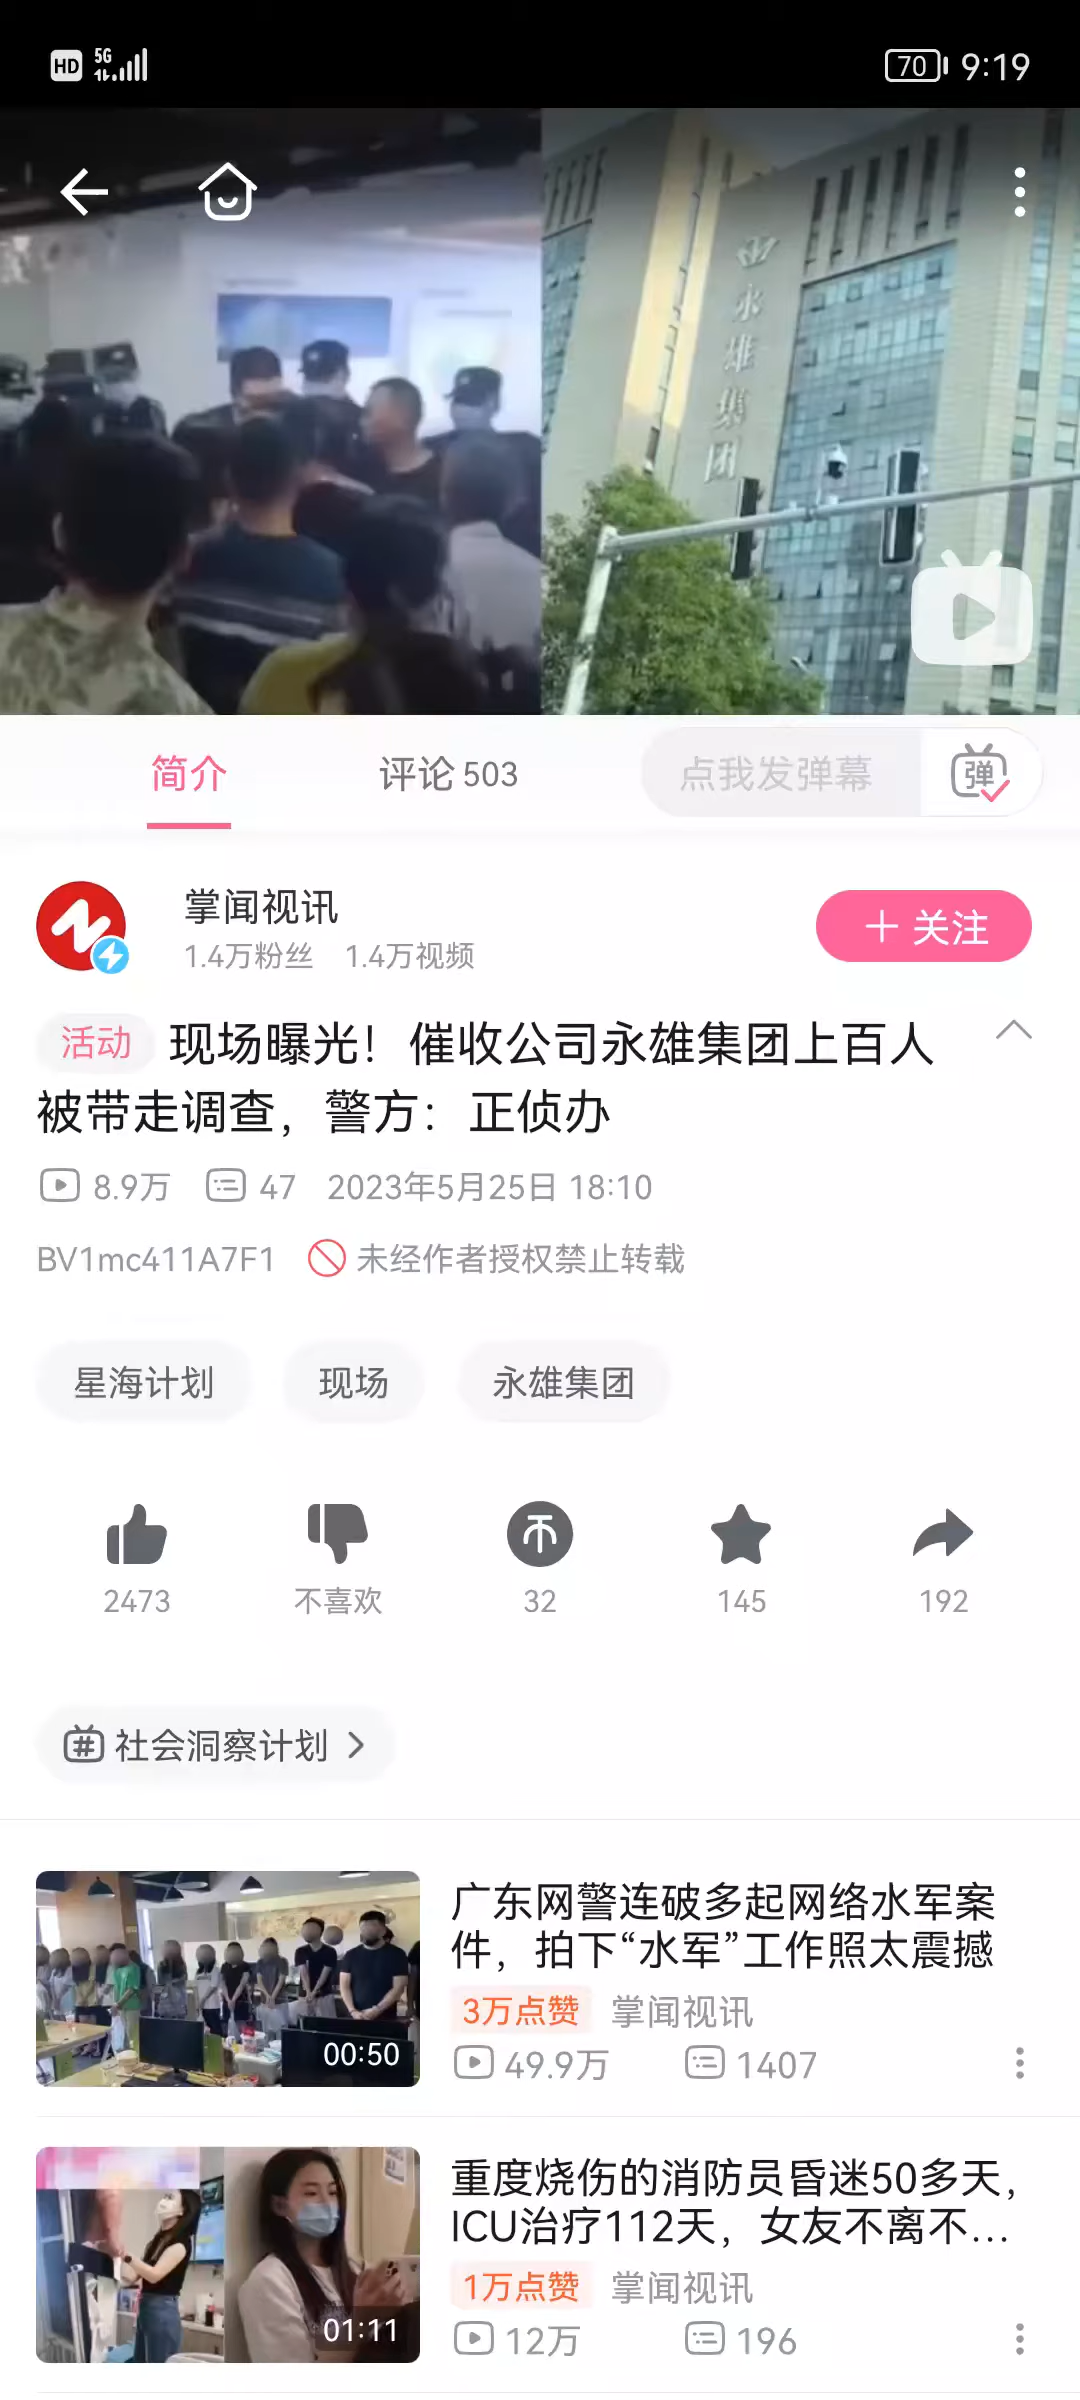 HD 5G 70 9:19
永雄集团
简介 评论 503 点我发弹幕 弹
掌闻视讯
1.4万粉丝 1.4万视频
+ 关注
活动 现场曝光！催收公司永雄集团上百人
被带走调查，警方：正侦办
8.9万 47 2023年5月25日 18:10
BV1mc411A7F1 未经作者授权禁止转载
星海计划 现场 永雄集团
2473 不喜欢 32 145 192
# 社会洞察计划 >
广东网警连破多起网络水军案
件，拍下“水军”工作照太震撼
3万点赞 掌闻视讯
00:50
49.9万 1407
重度烧伤的消防员昏迷50多天，
ICU治疗112天，女友不离不...
1万点赞 掌闻视讯
01:11
12万 196